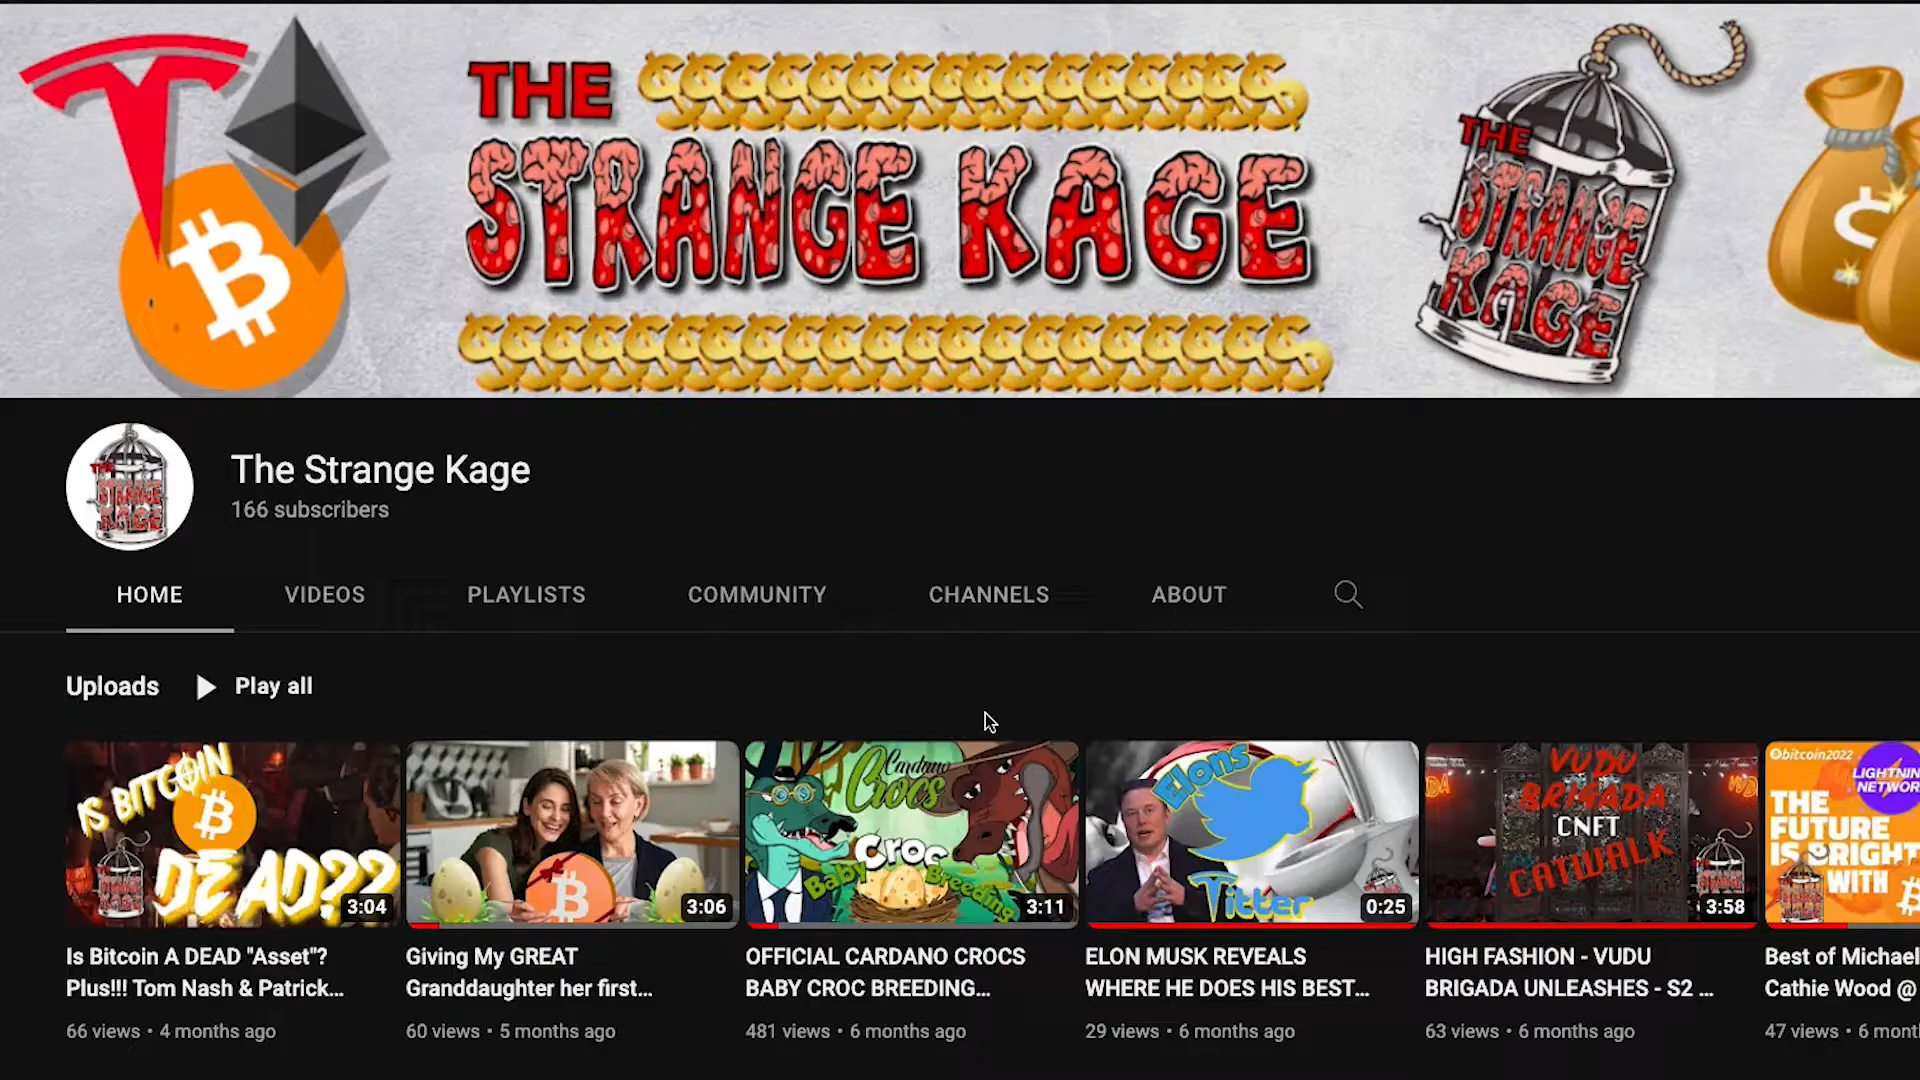 THE
STRANGE KAGE
THE
STRANGE
KAGE
The Strange Kage
166 subscribers
HOME VIDEOS PLAYLISTS COMMUNITY CHANNELS ABOUT
Uploads Play all
IS BITCOIN
DEAD??
3:04
3:06
Cardano
Crocs
Croc
Baby Breeding
3:11
Elons
Titter
0:25
VUDU
BRIGADA
CNFT
CATWALK
3:58
@bitcoin2022
THE
FUTURE
IS BRIGHT
WITH
Is Bitcoin A DEAD "Asset"?
Plus!!! Tom Nash & Patrick...
66 views • 4 months ago
Giving My GREAT
Granddaughter her first...
60 views • 5 months ago
OFFICIAL CARDANO CROCS
BABY CROC BREEDING...
481 views • 6 months ago
ELON MUSK REVEALS
WHERE HE DOES HIS BEST...
29 views • 6 months ago
HIGH FASHION - VUDU
BRIGADA UNLEASHES - S2 ...
63 views • 6 months ago
Best of Michael
Cathie Wood @
47 views • 6